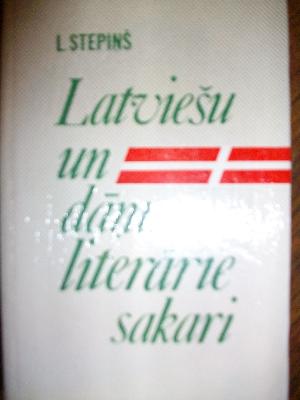 L. STEPIŅŠ
Latviešu
un
dāņu
literārie
sakari